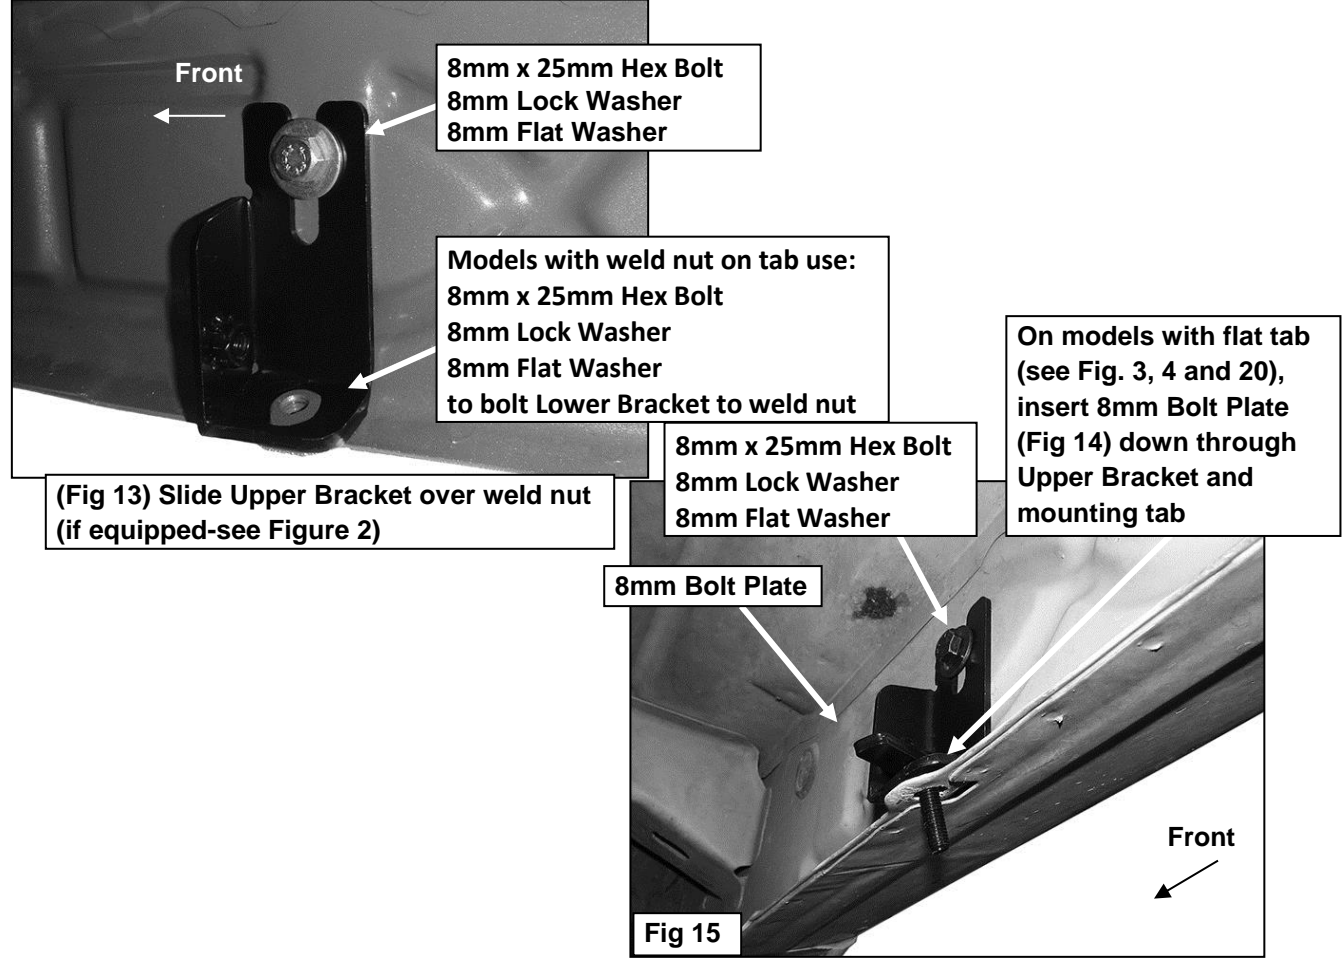 Front
8mm x 25mm Hex Bolt
8mm Lock Washer
8mm Flat Washer
Models with weld nut on tab use:
8mm x 25mm Hex Bolt
8mm Lock Washer
8mm Flat Washer
to bolt Lower Bracket to weld nut
(Fig 13) Slide Upper Bracket over weld nut
(if equipped-see Figure 2)
On models with flat tab
(see Fig. 3, 4 and 20),
insert 8mm Bolt Plate
(Fig 14) down through
Upper Bracket and
mounting tab
8mm x 25mm Hex Bolt
8mm Lock Washer
8mm Flat Washer
8mm Bolt Plate
Front
Fig 15